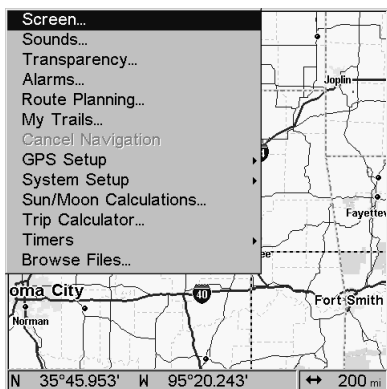 Screen...
Sounds...
Transparency...
Alarms...
Route Planning...
My Trails...
Cancel Navigation
GPS Setup
System Setup
Sun/Moon Calculations...
Trip Calculator...
Timers
Browse Files...
Joplin
Fayettev
ee
oma City
40
Fort Smith
Norman
N 35°45.953' W 95°20.243' ↔ 200 mi